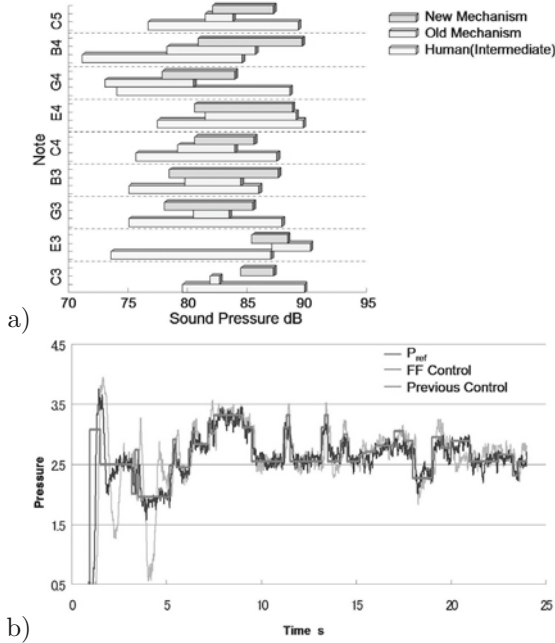 New Mechanism
Old Mechanism
Human(Intermediate)
Note
C5
B4
G4
E4
C4
B3
G3
E3
C3
70 75 80 85 90 95
Sound Pressure dB
a)
P_ref
FF Control
Previous Control
Pressure
4.5
3.5
2.5
1.5
0.5
0 5 10 15 20 25
Time s
b)